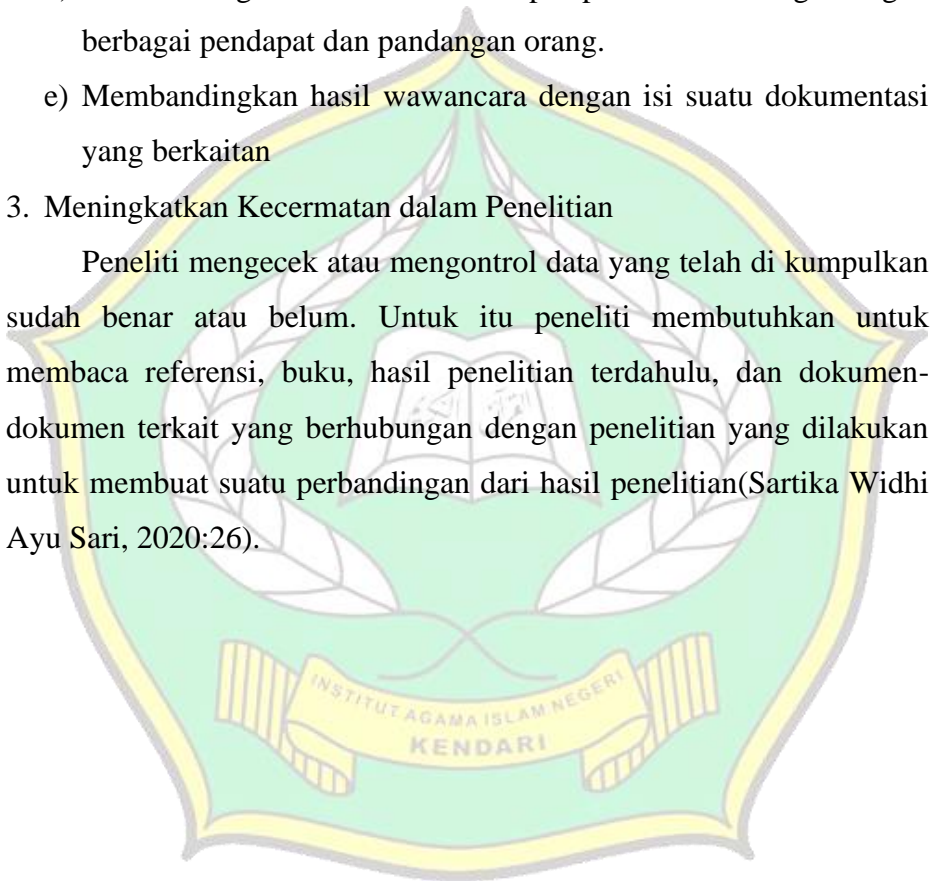 berbagai pendapat dan pandangan orang.
e) Membandingkan hasil wawancara dengan isi suatu dokumentasi
yang berkaitan
3. Meningkatkan Kecermatan dalam Penelitian
Peneliti mengecek atau mengontrol data yang telah di kumpulkan
sudah benar atau belum. Untuk itu peneliti membutuhkan untuk
membaca referensi, buku, hasil penelitian terdahulu, dan dokumen-
dokumen terkait yang berhubungan dengan penelitian yang dilakukan
untuk membuat suatu perbandingan dari hasil penelitian(Sartika Widhi
Ayu Sari, 2020:26).
INSTITUT AGAMA ISLAM NEGERI
KENDARI